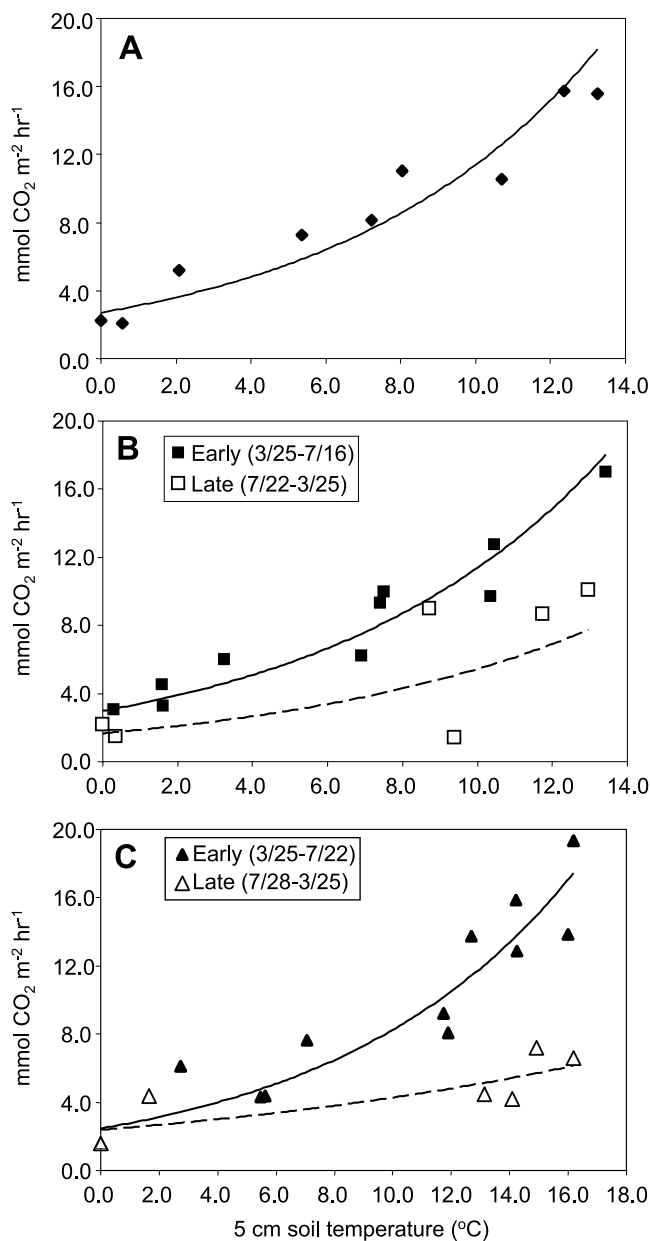 A
20.0
16.0
12.0
8.0
4.0
0.0
mmol CO₂ m⁻² hr⁻¹
0.0 2.0 4.0 6.0 8.0 10.0 12.0 14.0
B
Early (3/25-7/16)
Late (7/22-3/25)
20.0
16.0
12.0
8.0
4.0
0.0
mmol CO₂ m⁻² hr⁻¹
0.0 2.0 4.0 6.0 8.0 10.0 12.0 14.0
C
Early (3/25-7/22)
Late (7/28-3/25)
20.0
16.0
12.0
8.0
4.0
0.0
mmol CO₂ m⁻² hr⁻¹
0.0 2.0 4.0 6.0 8.0 10.0 12.0 14.0 16.0 18.0
5 cm soil temperature (ºC)